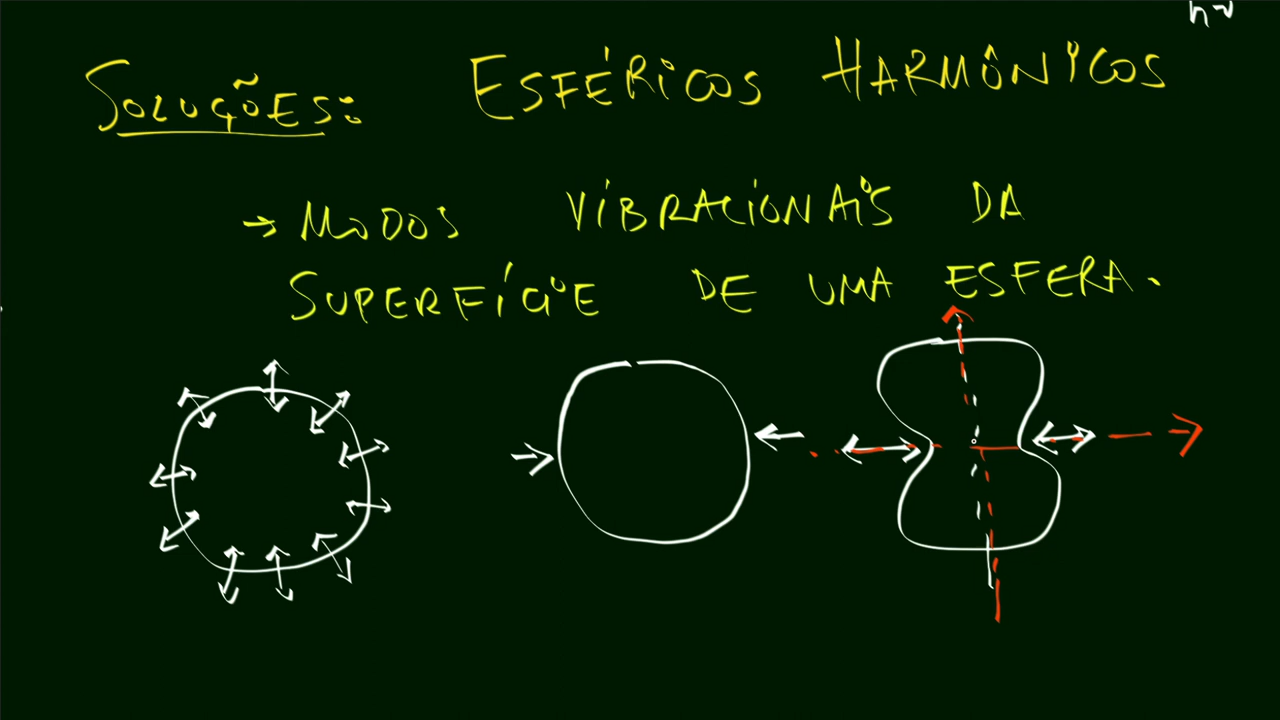 SOLUÇÕES: ESFÉRICOS HARMÔNICOS
→ MODOS VIBRACIONAIS DA
SUPERFÍCIE DE UMA ESFERA.